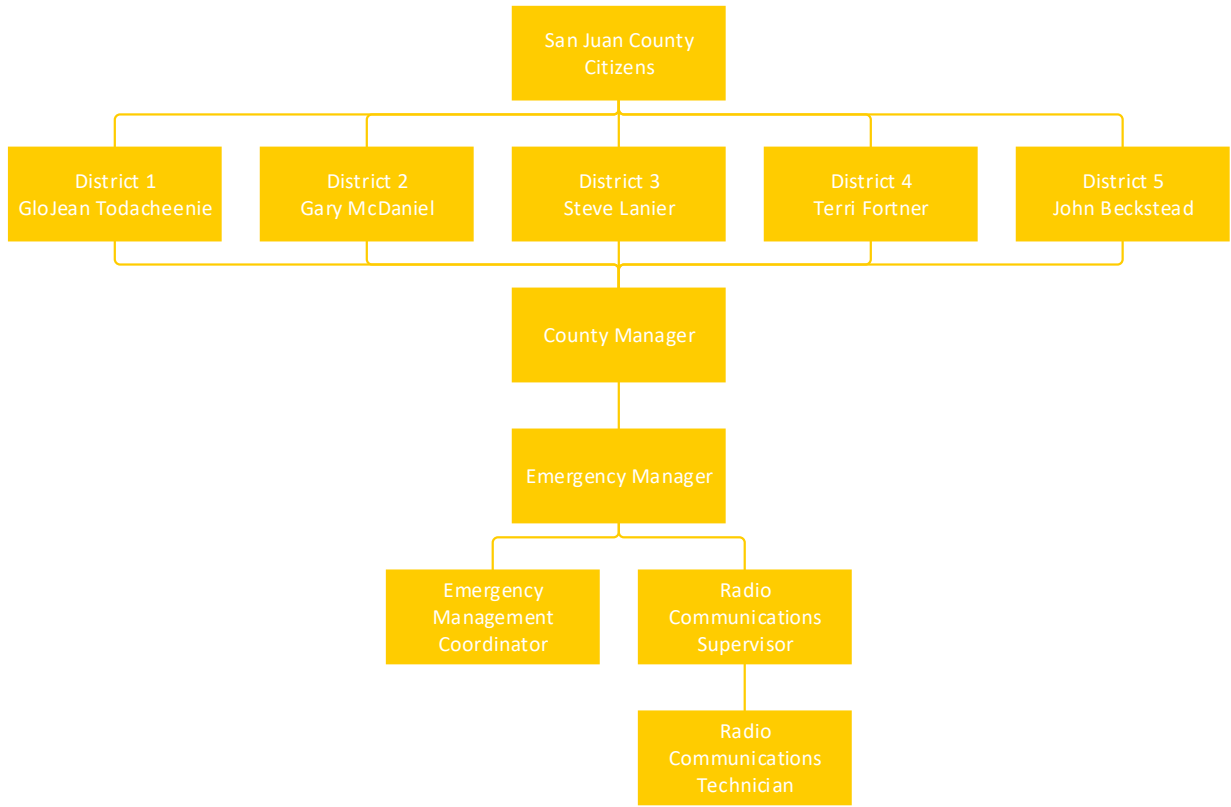 San Juan County
Citizens
District 1
GloJean Todacheenie
District 2
Gary McDaniel
District 3
Steve Lanier
District 4
Terri Fortner
District 5
John Beckstead
County Manager
Emergency Manager
Emergency
Management
Coordinator
Radio
Communications
Supervisor
Radio
Communications
Technician